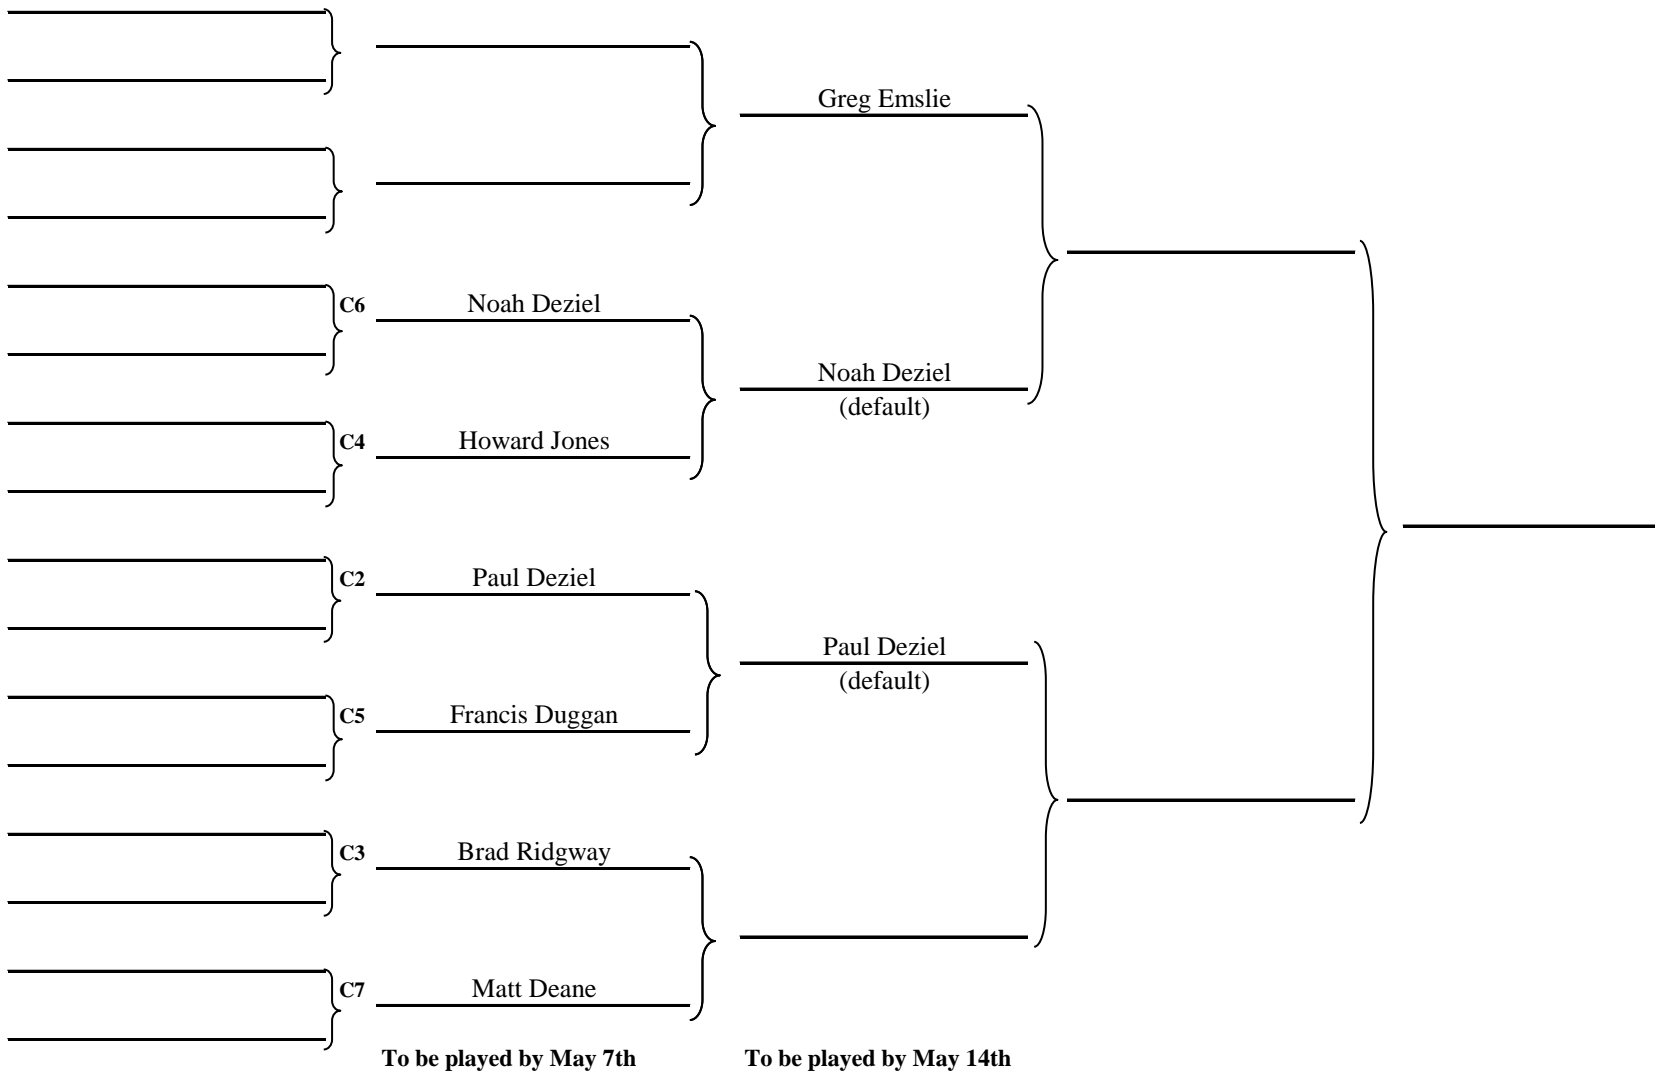 Greg Emslie
C6 Noah Deziel
Noah Deziel
(default)
C4 Howard Jones
C2 Paul Deziel
Paul Deziel
(default)
C5 Francis Duggan
C3 Brad Ridgway
C7 Matt Deane
To be played by May 7th
To be played by May 14th